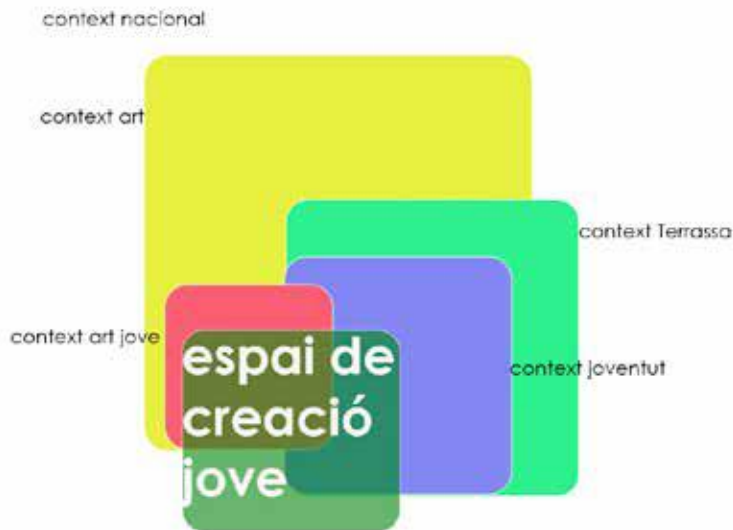 context nacional
context art
context Terrassa
context art jove
espai de
creació
jove
context joventut